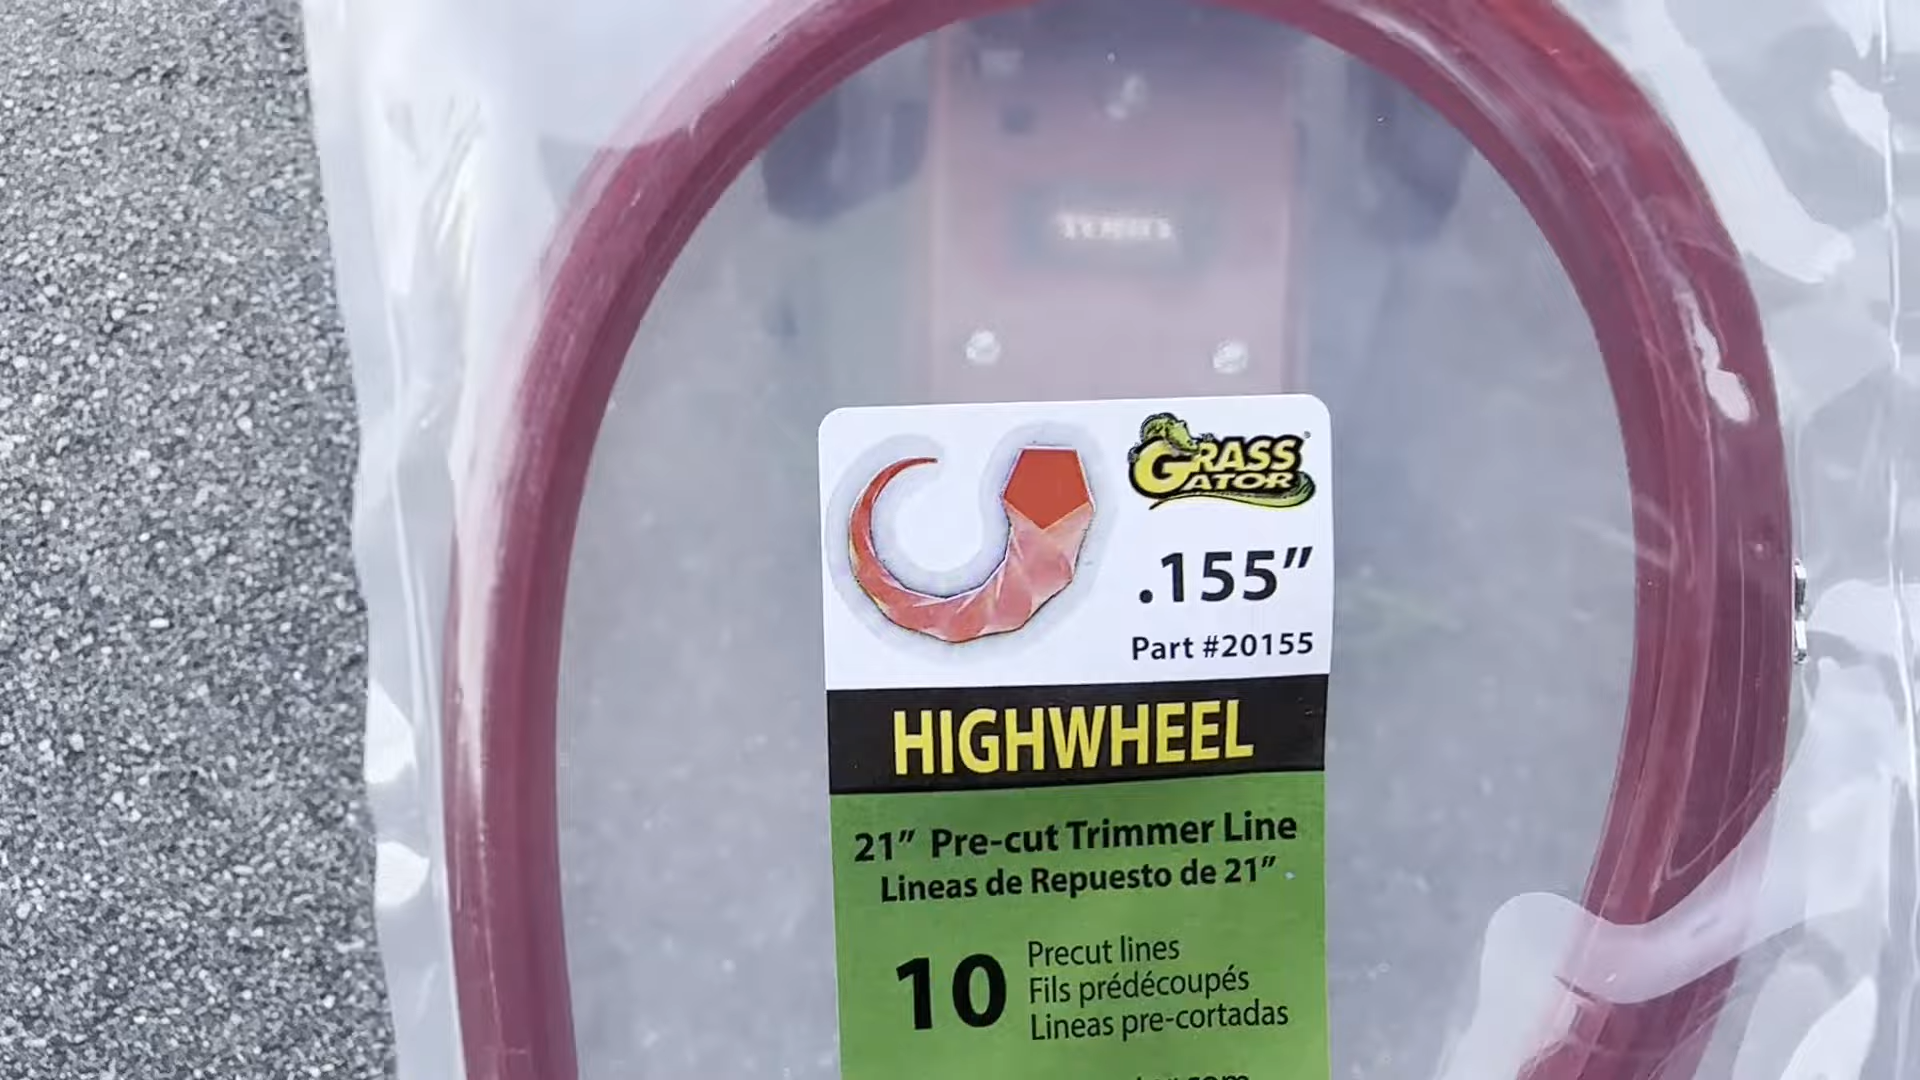 GRASS
GATOR
.155”
Part #20155
HIGHWHEEL
21” Pre-cut Trimmer Line
Lineas de Repuesto de 21”
10
Precut lines
Fils prédécoupés
Lineas pre-cortadas